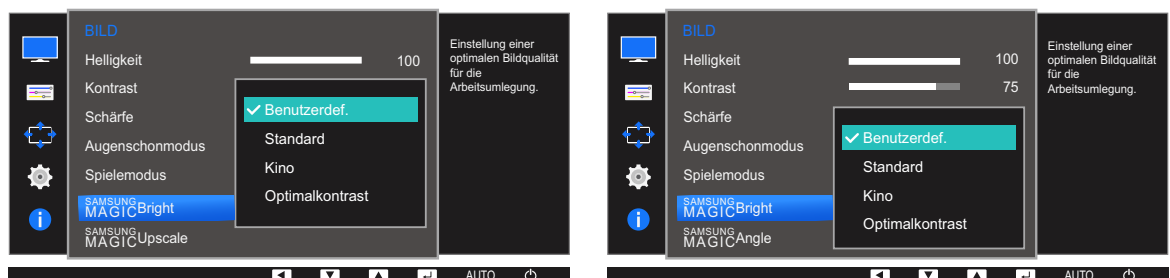 BILD
Helligkeit 100
Kontrast
Schärfe
Augenschonmodus
Spielemodus
SAMSUNG
MAGICBright
SAMSUNG
MAGICUpscale
Benutzerdef.
Standard
Kino
Optimalkontrast
Einstellung einer
optimalen Bildqualität
für die
Arbeitsumlegung.
AUTO
BILD
Helligkeit 100
Kontrast 75
Schärfe
Augenschonmodus
Spielemodus
SAMSUNG
MAGICBright
SAMSUNG
MAGICAngle
Benutzerdef.
Standard
Kino
Optimalkontrast
Einstellung einer
optimalen Bildqualität
für die
Arbeitsumlegung.
AUTO